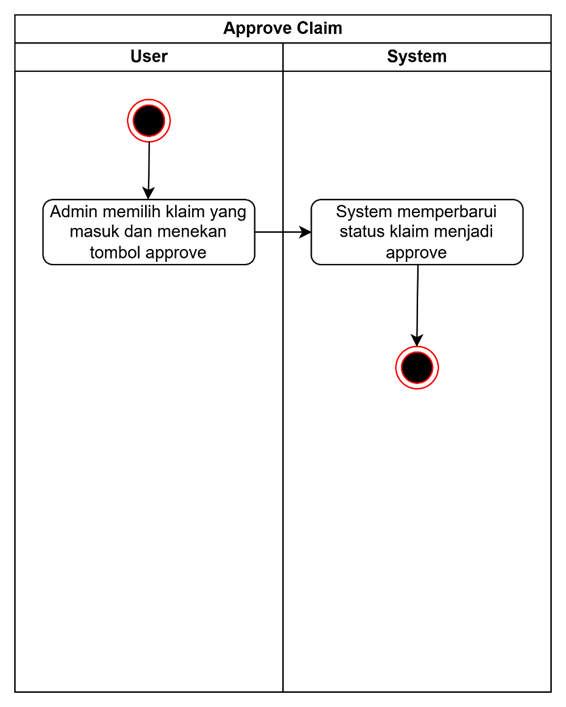 Approve Claim
User
System
Admin memilih klaim yang
masuk dan menekan
tombol approve
System memperbarui
status klaim menjadi
approve